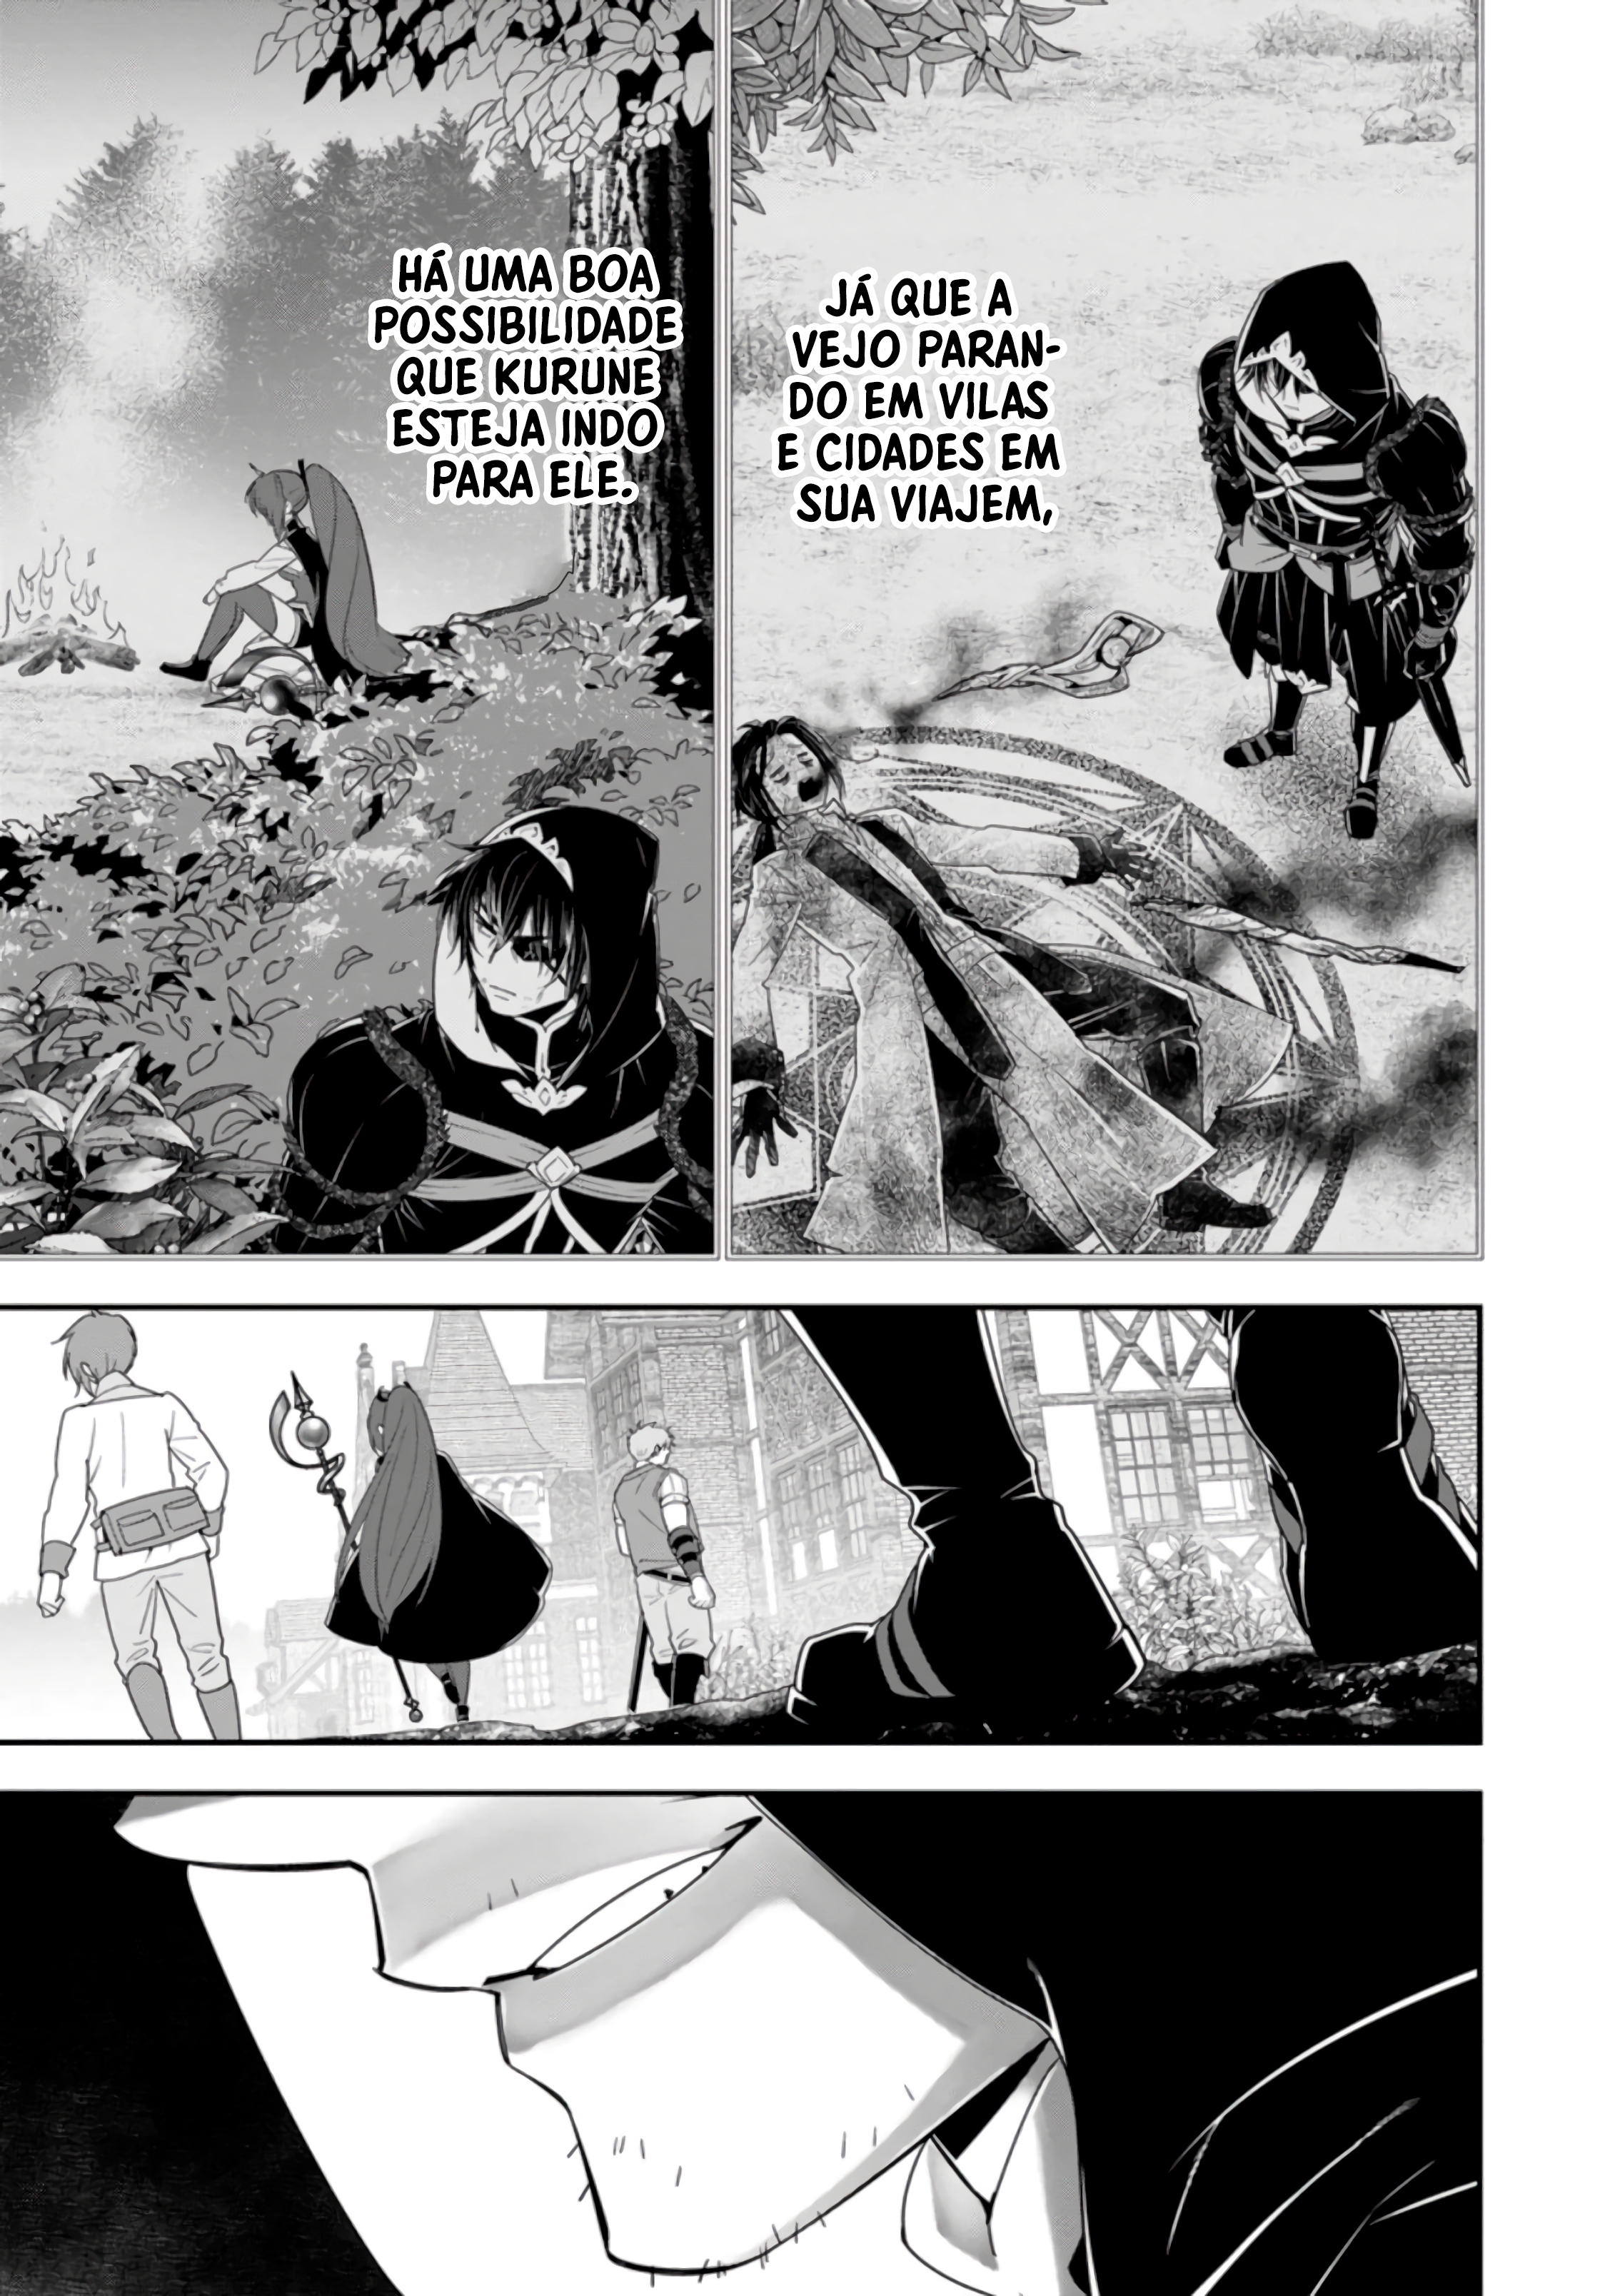 JÁ QUE A
VEJO PARAN-
DO EM VILAS
E CIDADES EM
SUA VIAJEM,
HÁ UMA BOA
POSSIBILIDADE
QUE KURUNE
ESTEJA INDO
PARA ELE.